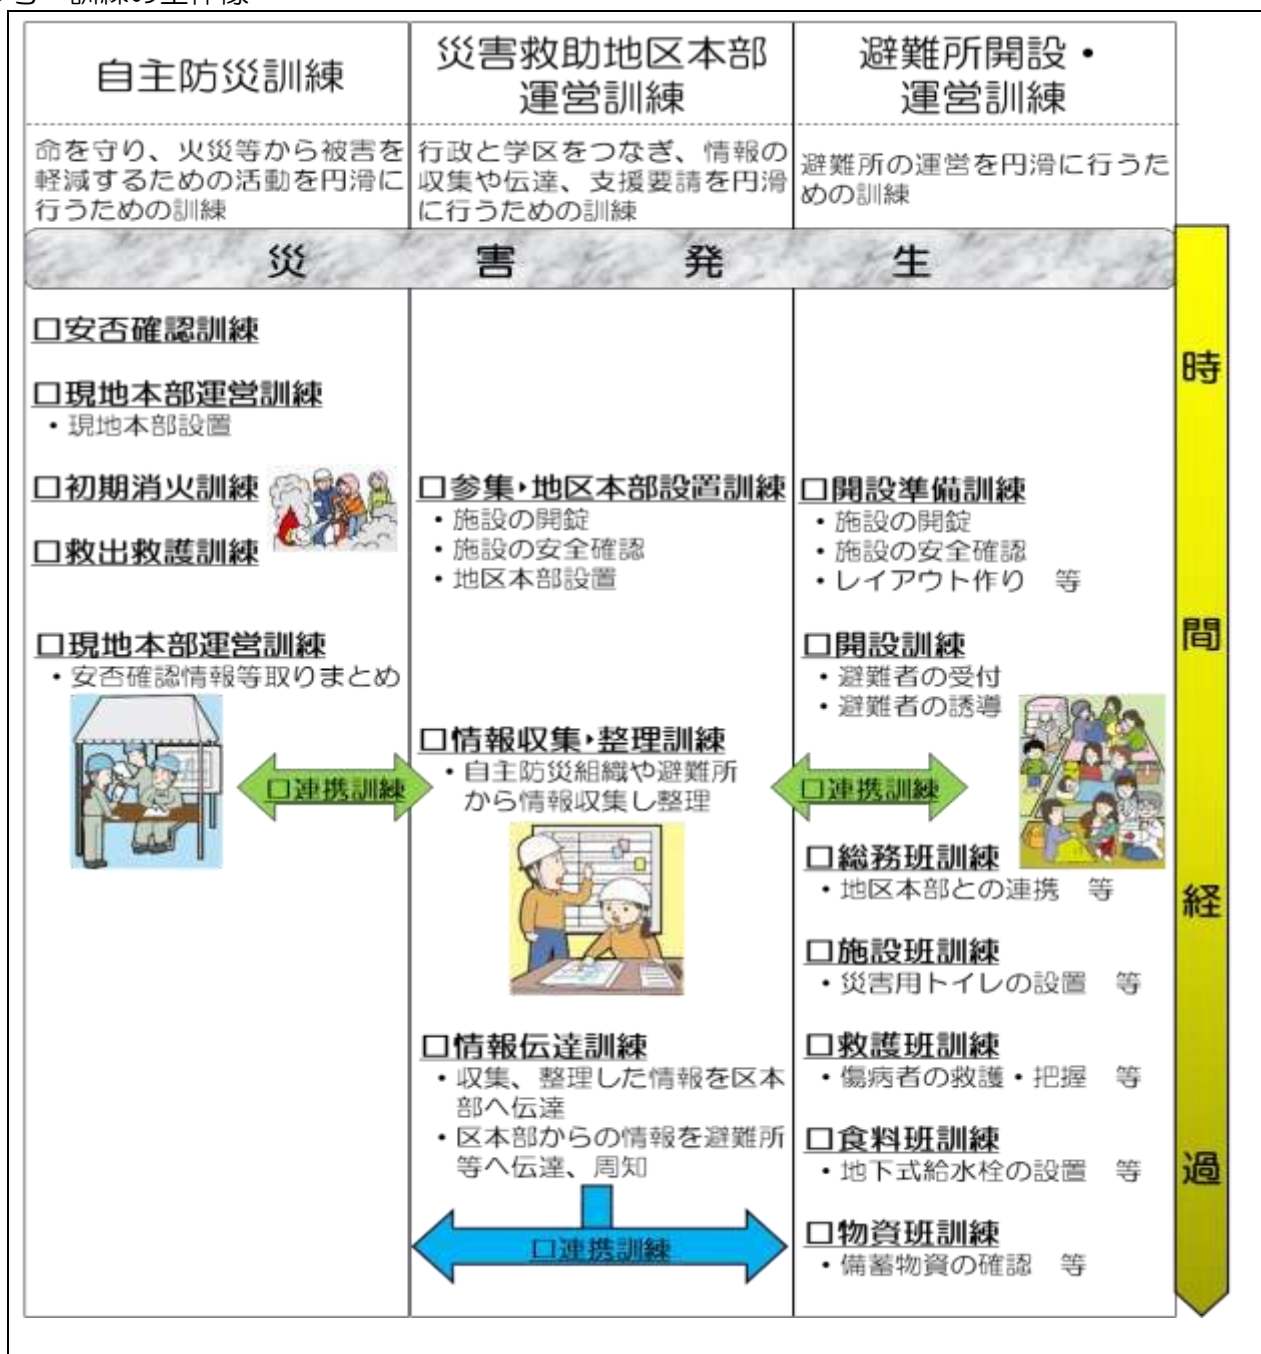 訓練の全体像
自主防災訓練
命を守り、火災等から被害を
軽減するための活動を円滑に
行うための訓練
災害救助地区本部
運営訓練
行政と学区をつなぎ、情報の
収集や伝達、支援要請を円滑
に行うための訓練
避難所開設・
運営訓練
避難所の運営を円滑に行うた
めの訓練
災　害　発　生
□安否確認訓練
□現地本部運営訓練
・現地本部設置
□初期消火訓練
□救出救護訓練
□現地本部運営訓練
・安否確認情報等取りまとめ
□連携訓練
□参集・地区本部設置訓練
・施設の開錠
・施設の安全確認
・地区本部設置
□情報収集・整理訓練
・自主防災組織や避難所
から情報収集し整理
□情報伝達訓練
・収集、整理した情報を区本
部へ伝達
・区本部からの情報を避難所
等へ伝達、周知
□連携訓練
□開設準備訓練
・施設の開錠
・施設の安全確認
・レイアウト作り　等
□開設訓練
・避難者の受付
・避難者の誘導
□連携訓練
□総務班訓練
・地区本部との連携　等
□施設班訓練
・災害用トイレの設置　等
□救護班訓練
・傷病者の救護・把握　等
□食料班訓練
・地下式給水栓の設置　等
□物資班訓練
・備蓄物資の確認　等
時間経過